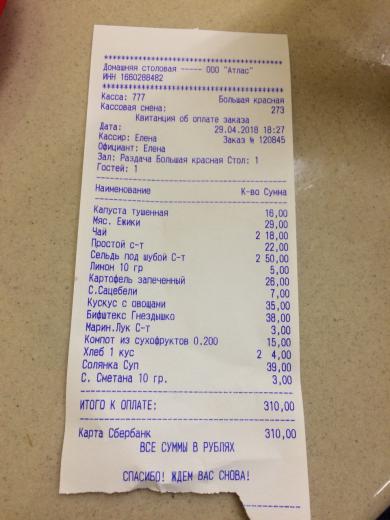 ****************************************
Домашняя столовая ----- ООО "Атлас"
ИНН 1660288482
****************************************
Касса: 777 Большая красная
Кассовая смена: 273
Квитанция об оплате заказа
Дата: 29.04.2018 18:27
Кассир: Елена Заказ № 120845
Официант: Елена
Зал: Раздача Большая красная Стол: 1
Гостей: 1
Наименование К-во Сумма
Капуста тушенная 16,00
Мяс. Ежики 29,00
Чай 2 18,00
Простой с-т 22,00
Сельдь под шубой С-т 2 50,00
Лимон 10 гр 5,00
Картофель запеченный 26,00
С.Сацебели 7,00
Кускус с овощами 35,00
Бифштекс Гнездышко 38,00
Марин.Лук С-т 3,00
Компот из сухофруктов 0.200 15,00
Хлеб 1 кус 2 4,00
Солянка Суп 39,00
С. Сметана 10 гр. 3,00
ИТОГО К ОПЛАТЕ: 310,00
Карта Сбербанк 310,00
ВСЕ СУММЫ В РУБЛЯХ
СПАСИБО! ЖДЕМ ВАС СНОВА!